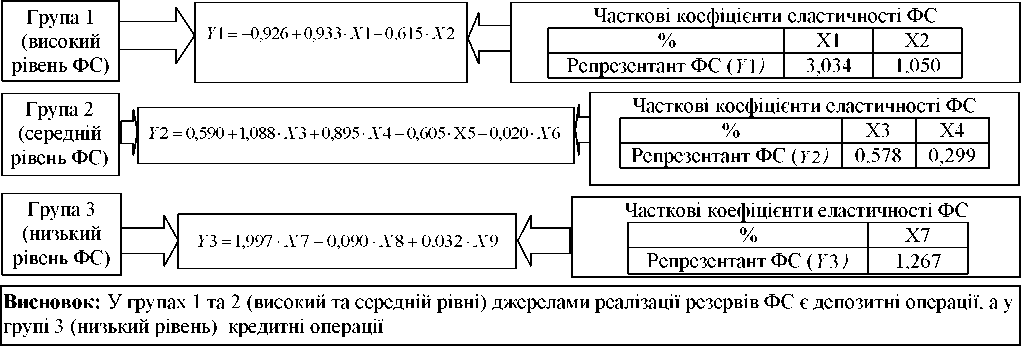 Група 1
(високий
рівень ФС)
Y1=−0,926+0,933·X1−0,615·X2
Часткові коефіцієнти еластичності ФС
% X1 X2
Репрезентант ФС (Y1) 3,034 1,050
Група 2
(середній
рівень ФС)
Y2=0,590+1,088·X3+0,895·X4−0,605·X5−0,020·X6
Часткові коефіцієнти еластичності ФС
% X3 X4
Репрезентант ФС (Y2) 0,578 0,299
Група 3
(низький
рівень ФС)
Y3=1,997·X7−0,090·X8+0,032·X9
Часткові коефіцієнти еластичності ФС
% X7
Репрезентант ФС (Y3) 1,267
Висновок: У групах 1 та 2 (високий та середній рівні) джерелами реалізації резервів ФС є депозитні операції, а у
групі 3 (низький рівень) кредитні операції